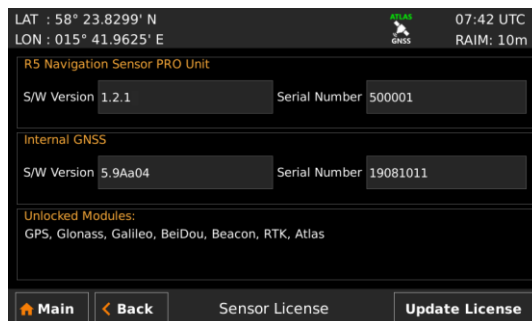 LAT : 58° 23.8299' N
LON : 015° 41.9625' E
ATLAS
GNSS
07:42 UTC
RAIM: 10m
R5 Navigation Sensor PRO Unit
S/W Version 1.2.1 Serial Number 500001
Internal GNSS
S/W Version 5.9Aa04 Serial Number 19081011
Unlocked Modules:
GPS, Glonass, Galileo, BeiDou, Beacon, RTK, Atlas
Main Back Sensor License Update License